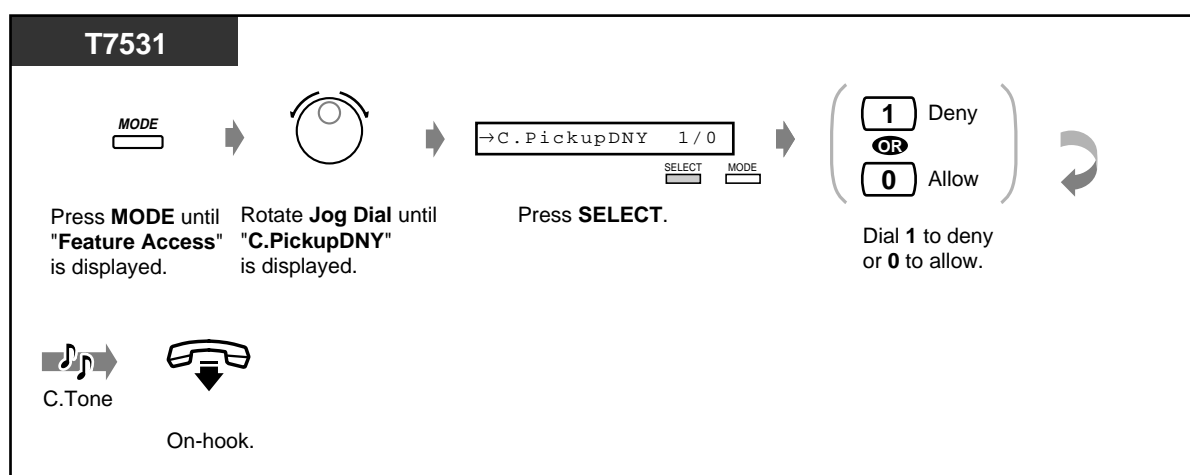 T7531
MODE
→C.PickupDNY 1/0
SELECT MODE
1 Deny
OR
0 Allow
Press MODE until
"Feature Access"
is displayed.
Rotate Jog Dial until
"C.PickupDNY"
is displayed.
Press SELECT.
Dial 1 to deny
or 0 to allow.
C.Tone
On-hook.